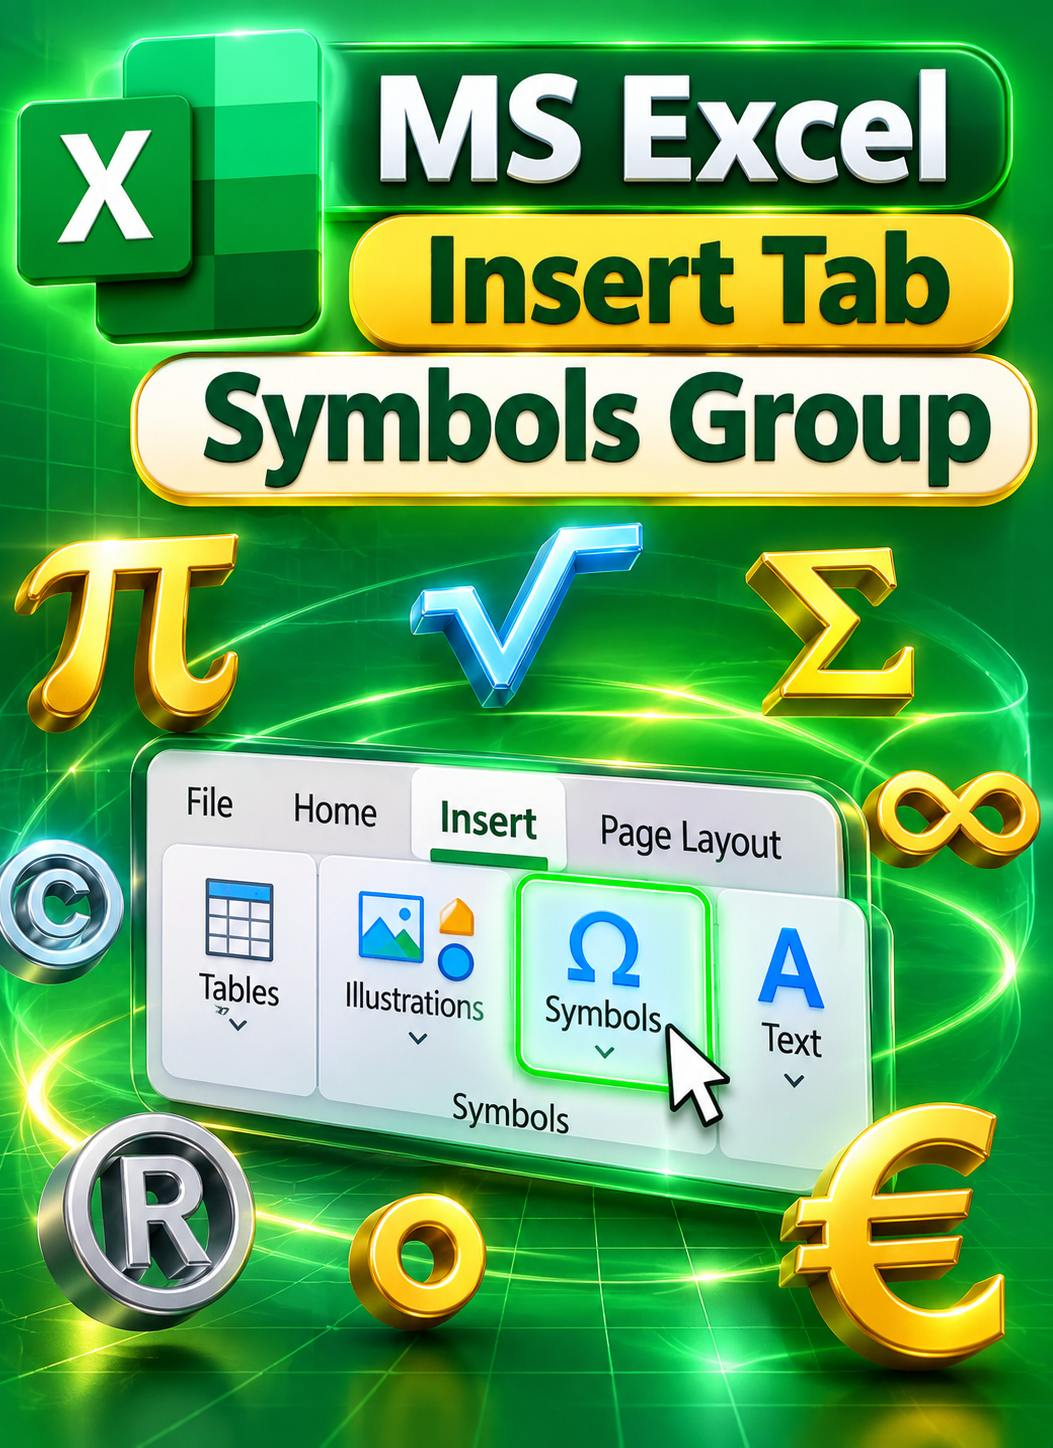 X
MS Excel
Insert Tab
Symbols Group
π √ Σ
∞
©
File Home Insert Page Layout
Ω A
Tables Illustrations Symbols Text
Symbols
® o €